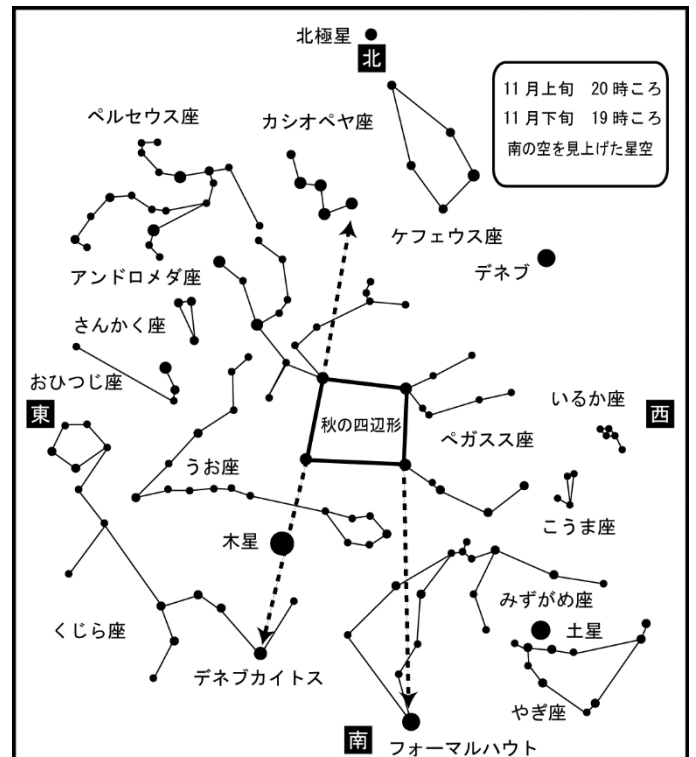 北極星
北
11月上旬 20時ころ
11月下旬 19時ころ
南の空を見上げた星空
ペルセウス座
カシオペヤ座
ケフェウス座
デネブ
アンドロメダ座
さんかく座
おひつじ座
東
秋の四辺形
いるか座
西
ペガスス座
うお座
こうま座
木星
みずがめ座
くじら座
土星
デネブカイトス
やぎ座
南
フォーマルハウト